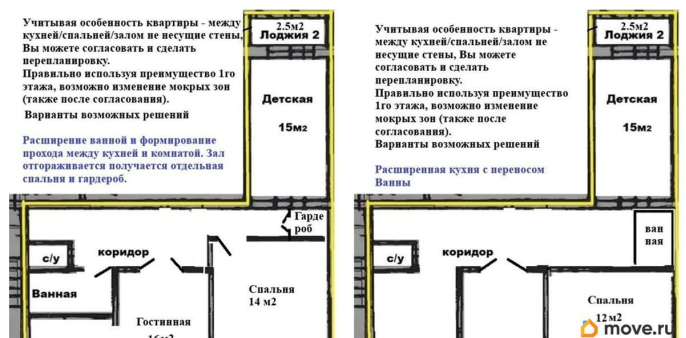 Учитывая особенность квартиры - между
кухней/спальней/залом не несущие стены,
Вы можете согласовать и сделать
перепланировку.
Правильно используя преимущество 1го
этажа, возможно изменение мокрых зон
(также после согласования).
Варианты возможных решений
Расширение ванной и формирование
прохода между кухней и комнатой. Зал
отгораживается получается отдельная
спальня и гардероб.
2.5м2
Лоджия 2
Детская
15м2
Гарде
роб
с/у
коридор
Ванная
Спальня
14 м2
Гостинная
16м2
Учитывая особенность квартиры -
между кухней/спальней/залом не
несущие стены, Вы можете
согласовать и сделать
перепланировку.
Правильно используя преимущество
1го этажа, возможно изменение
мокрых зон (также после
согласования).
Варианты возможных решений
Расширенная кухня с переносом
Ванны
2.5м2
Лоджия 2
Детская
15м2
ван
ная
с/у
коридор
Спальня
12 м2
move.ru